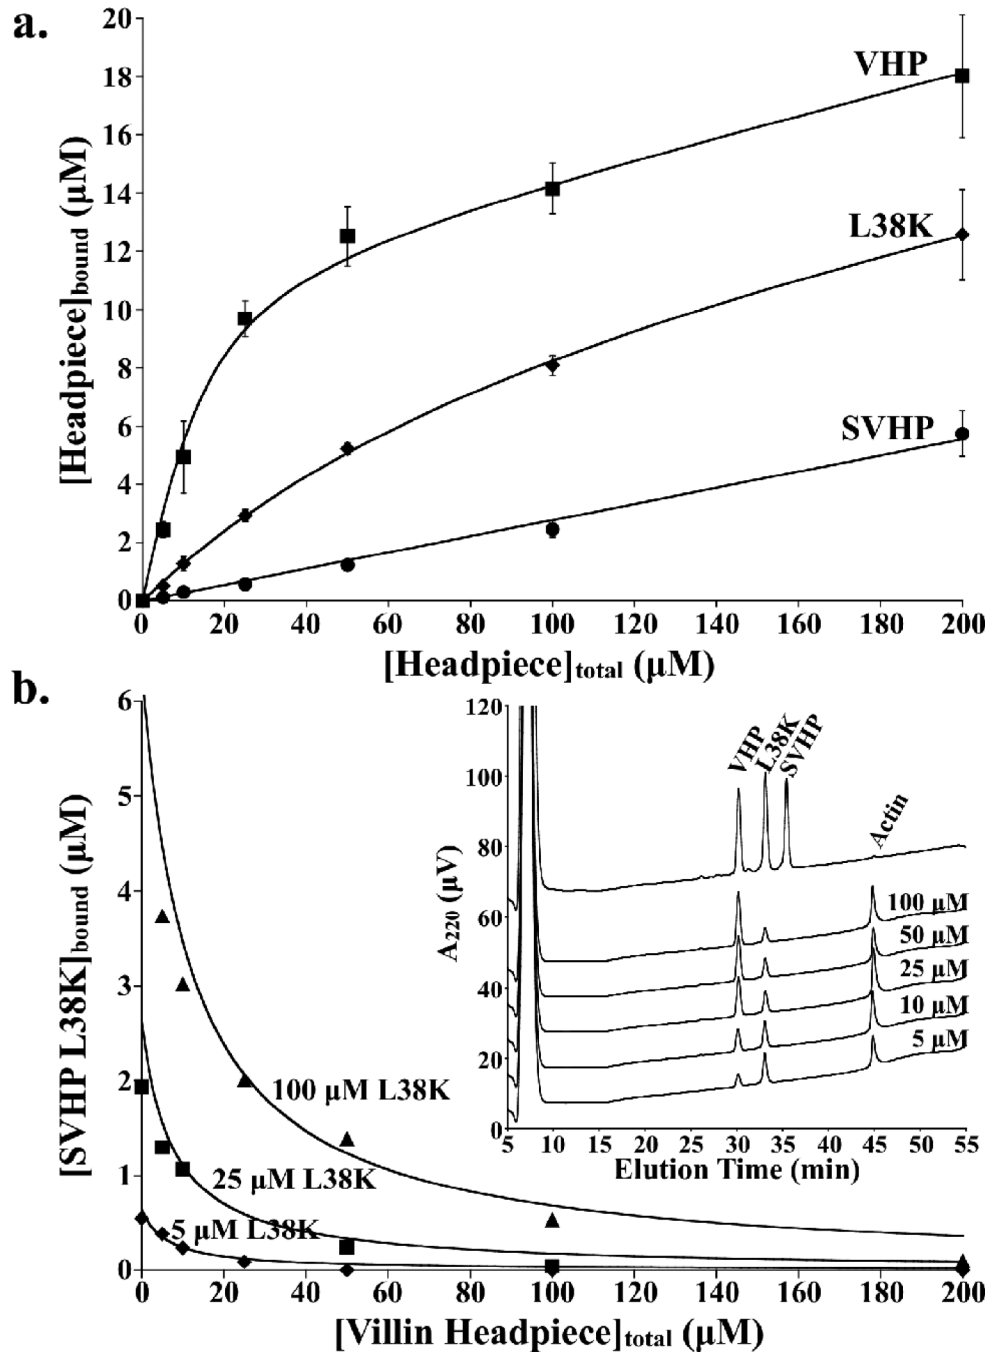 a.
20
18
16
14
12
10
8
6
4
2
0
[Headpiece]bound (µM)
VHP
L38K
SVHP
0 20 40 60 80 100 120 140 160 180 200
[Headpiece]total (µM)
b.
6
5
4
3
2
1
0
[SVHP L38K]bound (µM)
100 µM L38K
25 µM L38K
5 µM L38K
0 20 40 60 80 100 120 140 160 180 200
[Villin Headpiece]total (µM)
120
100
80
60
40
20
0
A220 (µV)
VHP
L38K
SVHP
Actin
100 µM
50 µM
25 µM
10 µM
5 µM
5 10 15 20 25 30 35 40 45 50 55
Elution Time (min)